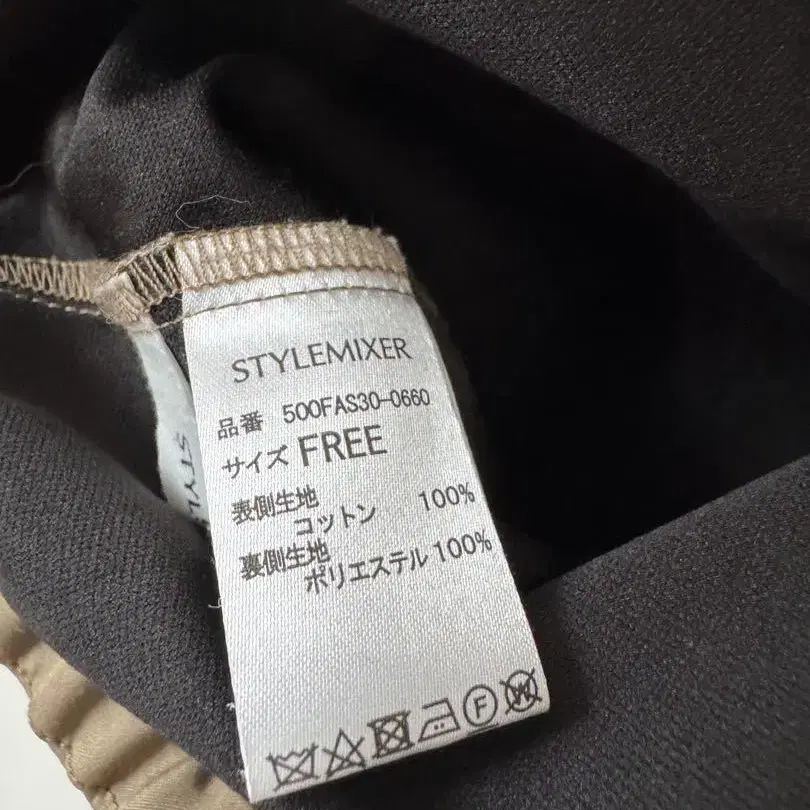 STYLEMIXER
品番 500FAS30-0660
サイズ FREE
表側生地
コットン 100%
裏側生地
ポリエステル 100%
F
W
STYL